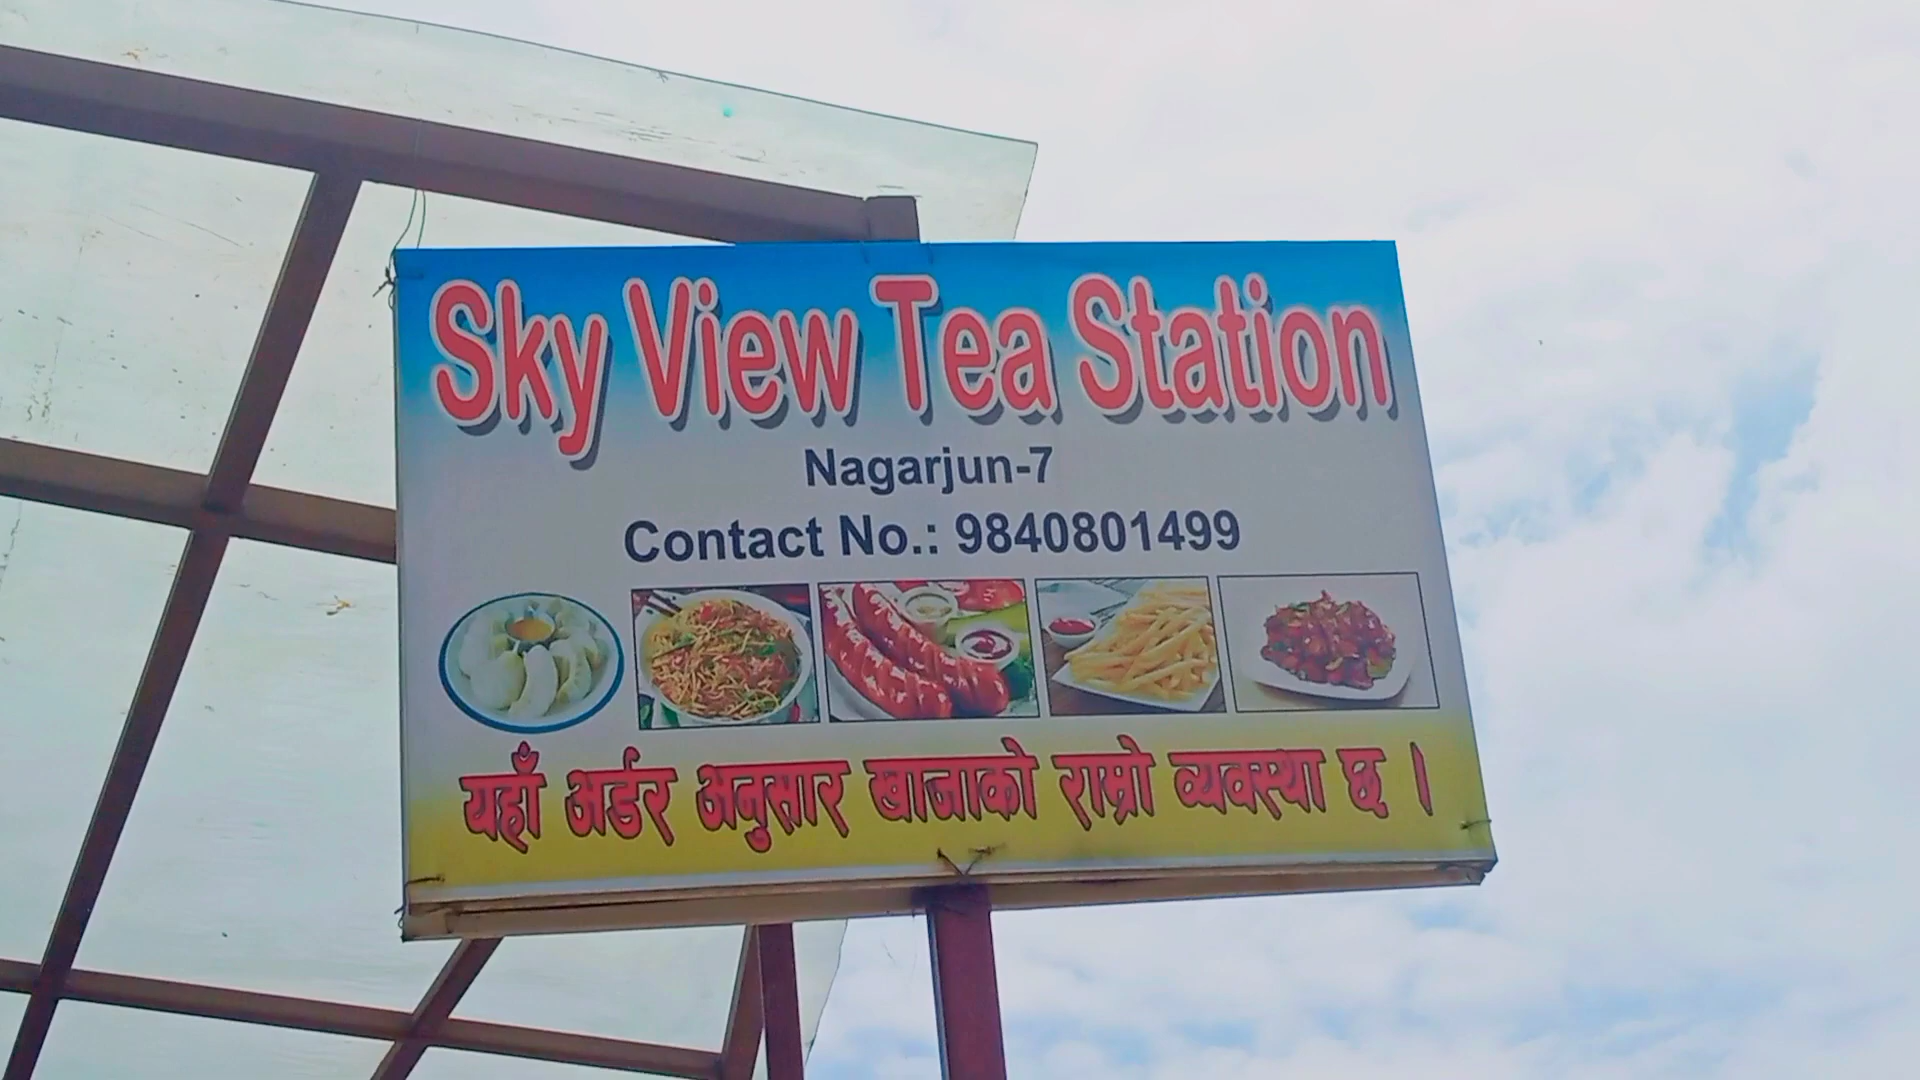 Sky View Tea Station
Nagarjun-7
Contact No.: 9840801499
यहाँ अर्डर अनुसार खाजाको राम्रो व्यवस्था छ ।